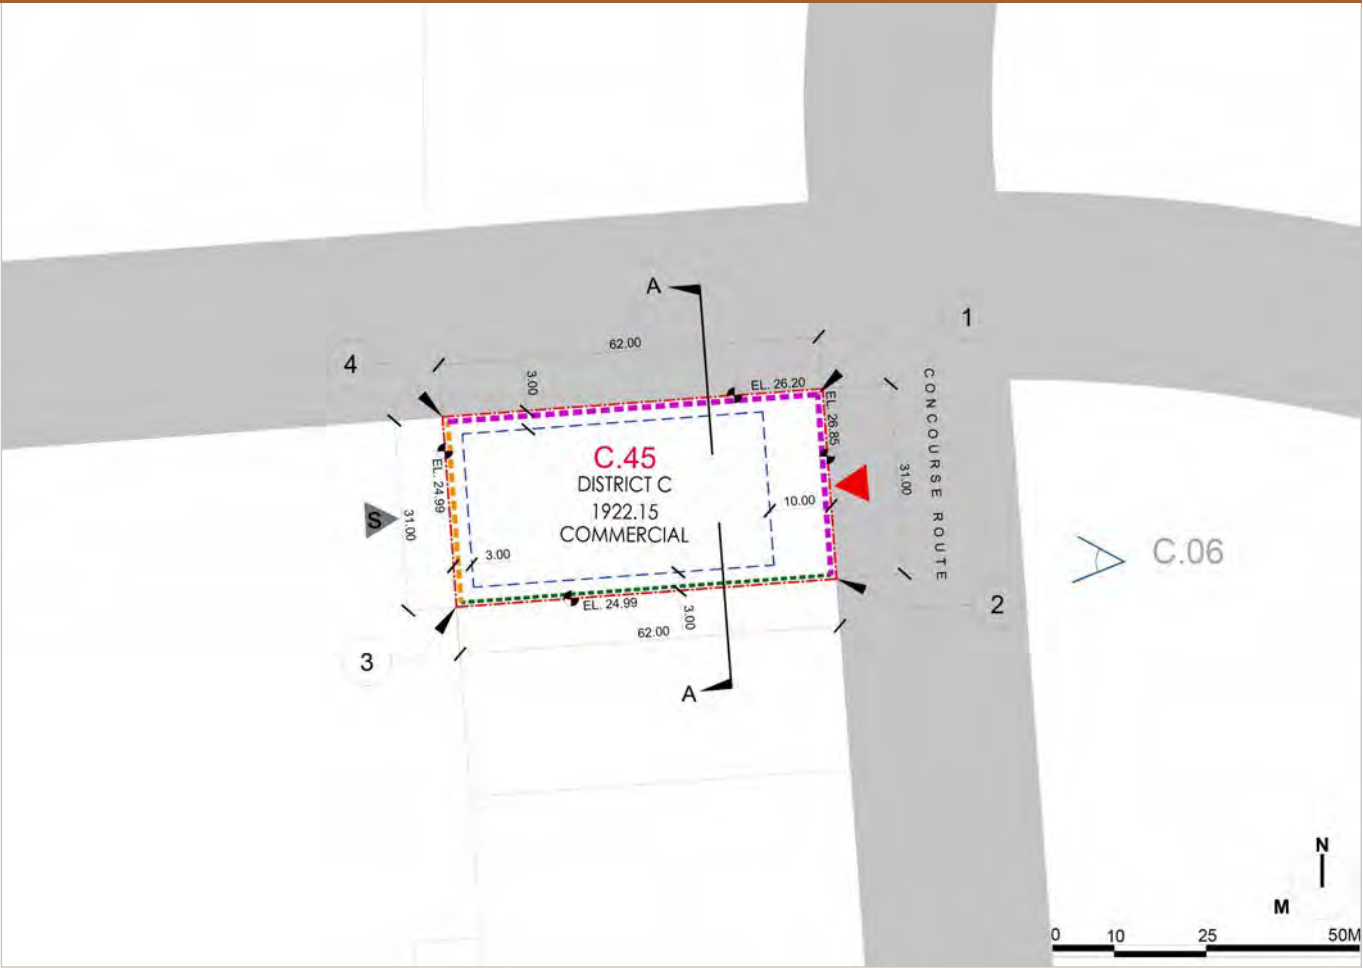 A
1
62.00
4
3.00
EL. 26.20
EL. 26.85
CONCOURSE ROUTE
C.45
DISTRICT C
1922.15
COMMERCIAL
EL. 24.99
31.00
S
31.00
10.00
3.00
C.06
EL. 24.99
3.00
2
62.00
3
A
N
M
0 10 25 50M